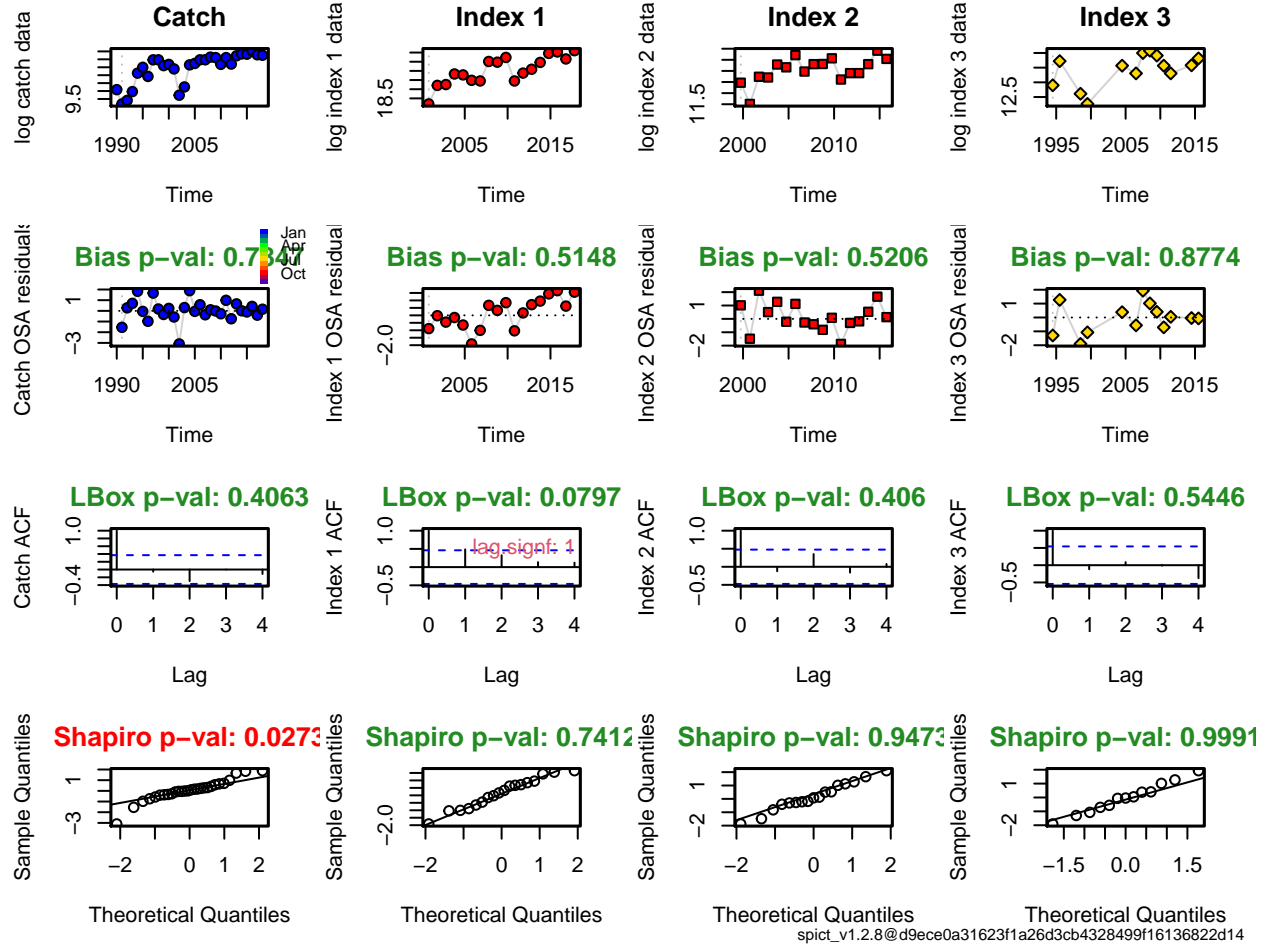 Catch
Index 1
Index 2
Index 3
log catch data
9.5
1990 2005
Time
log index 1 data
18.5
2005 2015
Time
log index 2 data
11.5
2000 2010
Time
log index 3 data
12.5
1995 2005 2015
Time
Catch OSA residuals
Bias p−val: 0.7847
Jan
Apr
Jul
Oct
1
−3
1990 2005
Time
Index 1 OSA residual
Bias p−val: 0.5148
−2.0
2005 2015
Time
Index 2 OSA residual
Bias p−val: 0.5206
1
−2
2000 2010
Time
Index 3 OSA residual
Bias p−val: 0.8774
1
−2
1995 2005 2015
Time
Catch ACF
LBox p−val: 0.4063
1.0
−0.4
0 1 2 3 4
Lag
Index 1 ACF
LBox p−val: 0.0797
lag signf: 1
1.0
−0.5
0 1 2 3 4
Lag
Index 2 ACF
LBox p−val: 0.406
1.0
−0.5
0 1 2 3 4
Lag
Index 3 ACF
LBox p−val: 0.5446
1.0
−0.5
0 1 2 3 4
Lag
Sample Quantiles
Shapiro p−val: 0.0273
1
−3
−2 0 1 2
Theoretical Quantiles
Sample Quantiles
Shapiro p−val: 0.7412
−2.0
−2 0 1 2
Theoretical Quantiles
Sample Quantiles
Shapiro p−val: 0.9473
1
−2
−2 0 1 2
Theoretical Quantiles
Sample Quantiles
Shapiro p−val: 0.9991
1
−2
−1.5 0.0 1.5
Theoretical Quantiles
spict_v1.2.8@d9ece0a31623f1a26d3cb4328499f16136822d14